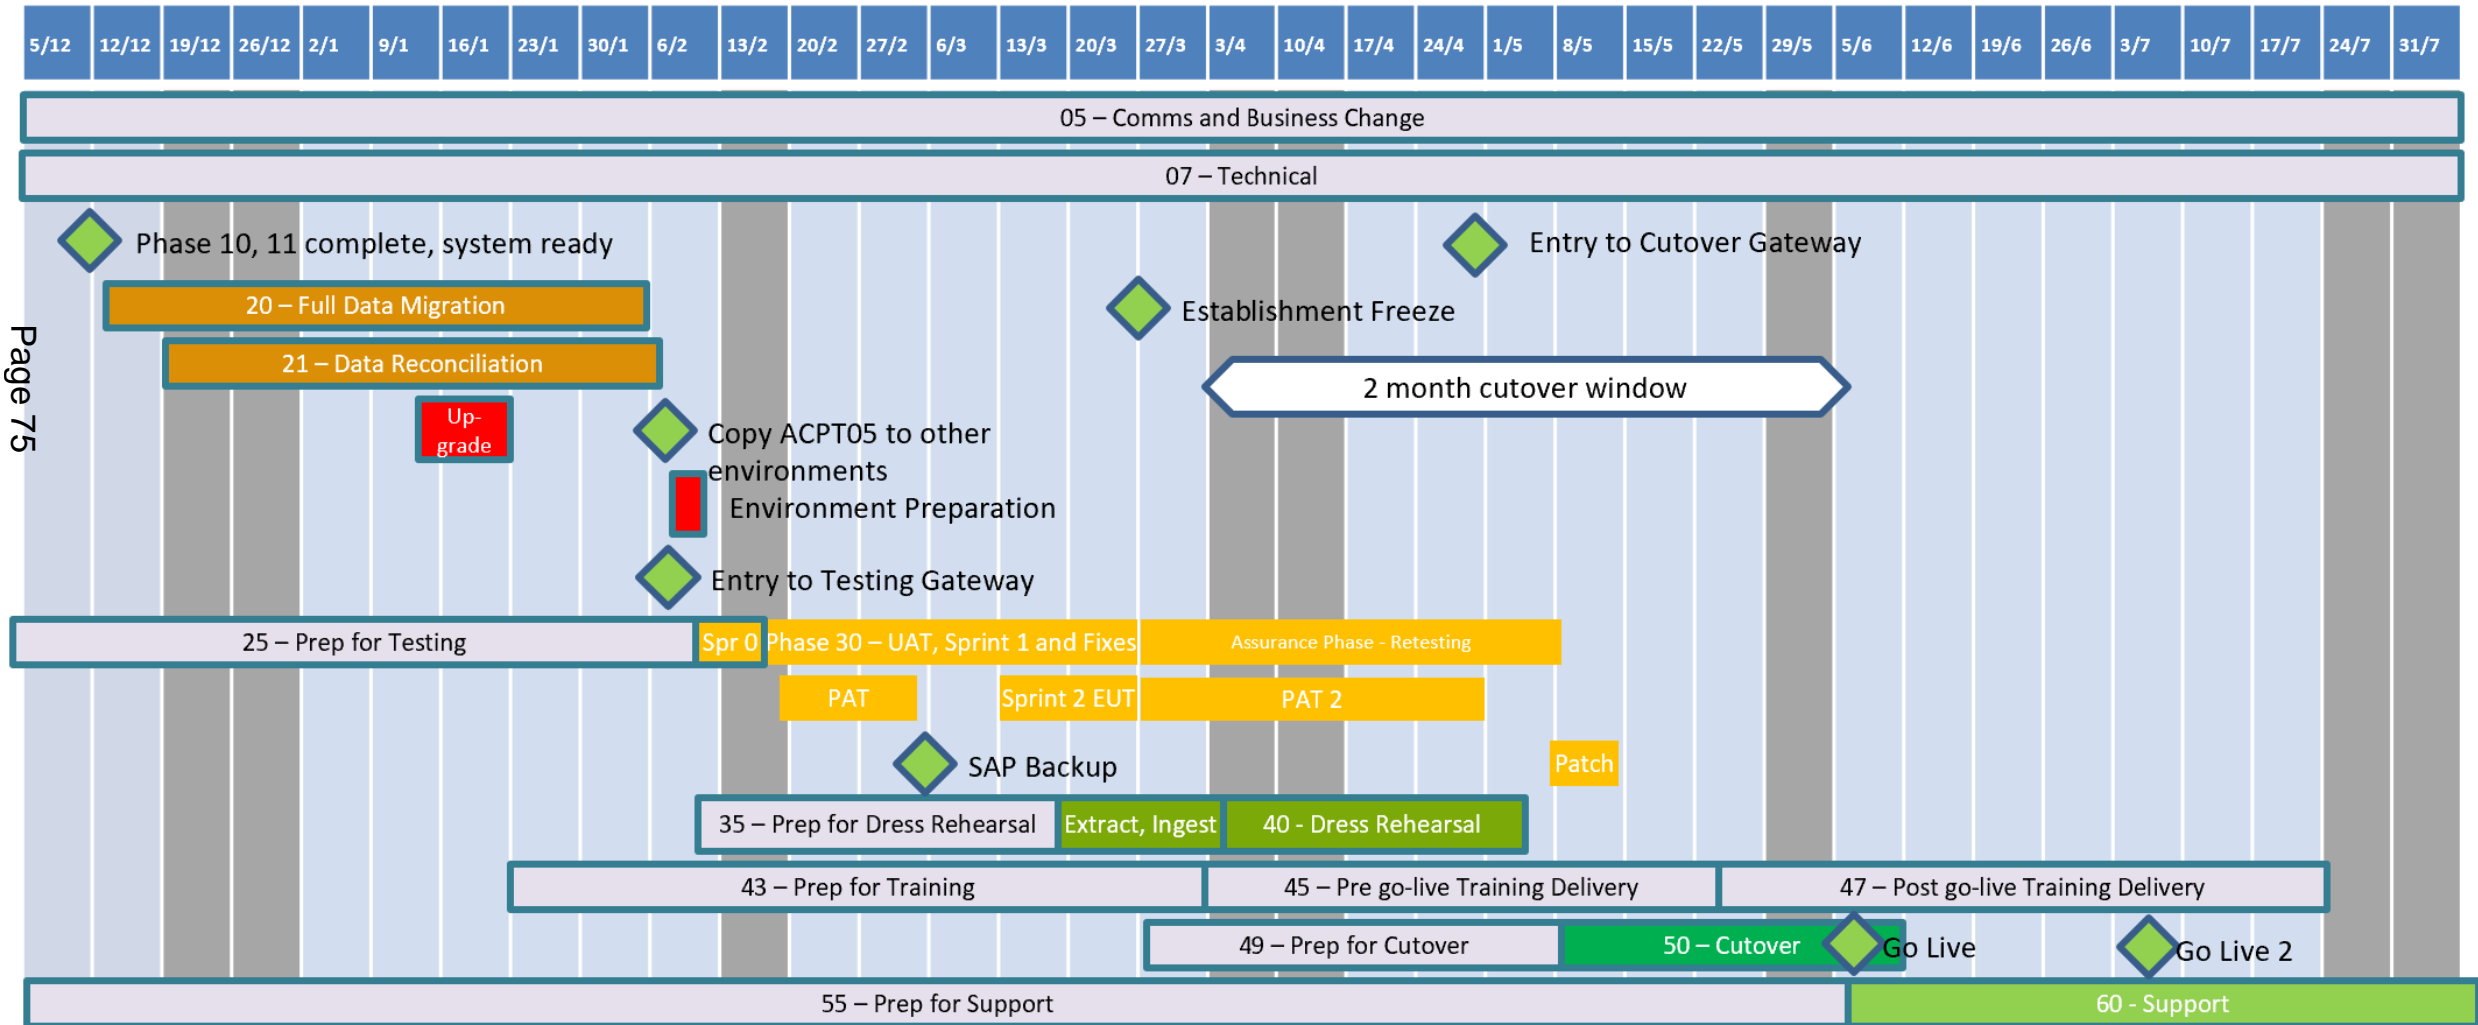 5/12 12/12 19/12 26/12 2/1 9/1 16/1 23/1 30/1 6/2 13/2 20/2 27/2 6/3 13/3 20/3 27/3 3/4 10/4 17/4 24/4 1/5 8/5 15/5 22/5 29/5 5/6 12/6 19/6 26/6 3/7 10/7 17/7 24/7 31/7
05 – Comms and Business Change
07 – Technical
Phase 10, 11 complete, system ready
Entry to Cutover Gateway
20 – Full Data Migration
Establishment Freeze
21 – Data Reconciliation
2 month cutover window
Page 75
Up-
grade
Copy ACPT05 to other
environments
Environment Preparation
Entry to Testing Gateway
25 – Prep for Testing
Spr 0
Phase 30 – UAT, Sprint 1 and Fixes
Assurance Phase - Retesting
PAT
Sprint 2 EUT
PAT 2
SAP Backup
Patch
35 – Prep for Dress Rehearsal
Extract, Ingest
40 - Dress Rehearsal
43 – Prep for Training
45 – Pre go-live Training Delivery
47 – Post go-live Training Delivery
49 – Prep for Cutover
50 – Cutover
Go Live
Go Live 2
55 – Prep for Support
60 - Support